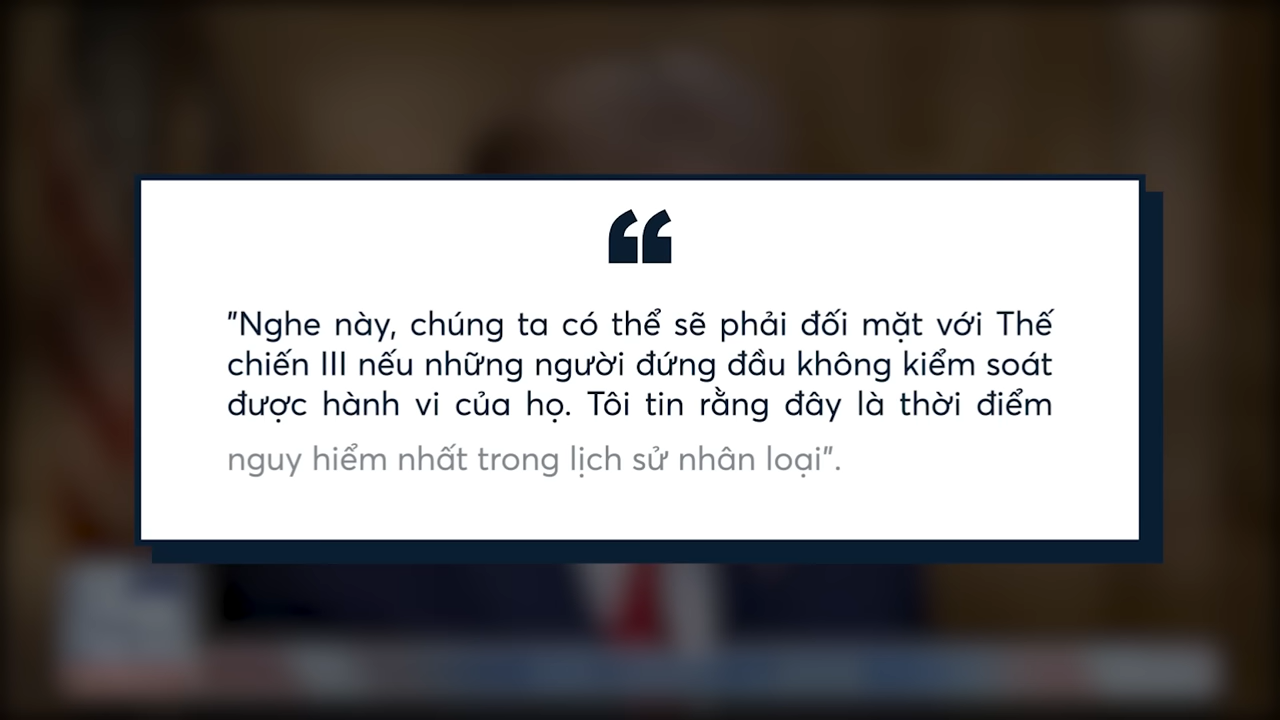 "Nghe này, chúng ta có thể sẽ phải đối mặt với Thế
chiến III nếu những người đứng đầu không kiểm soát
được hành vi của họ. Tôi tin rằng đây là thời điểm
nguy hiểm nhất trong lịch sử nhân loại".